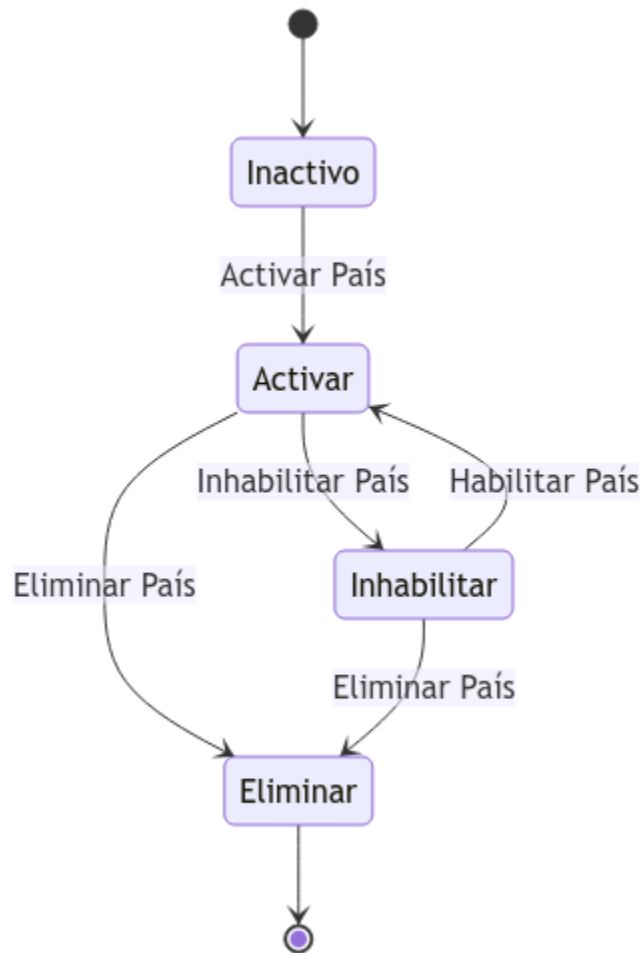 Inactivo
Activar País
Activar
Inhabilitar País
Habilitar País
Eliminar País
Inhabilitar
Eliminar País
Eliminar